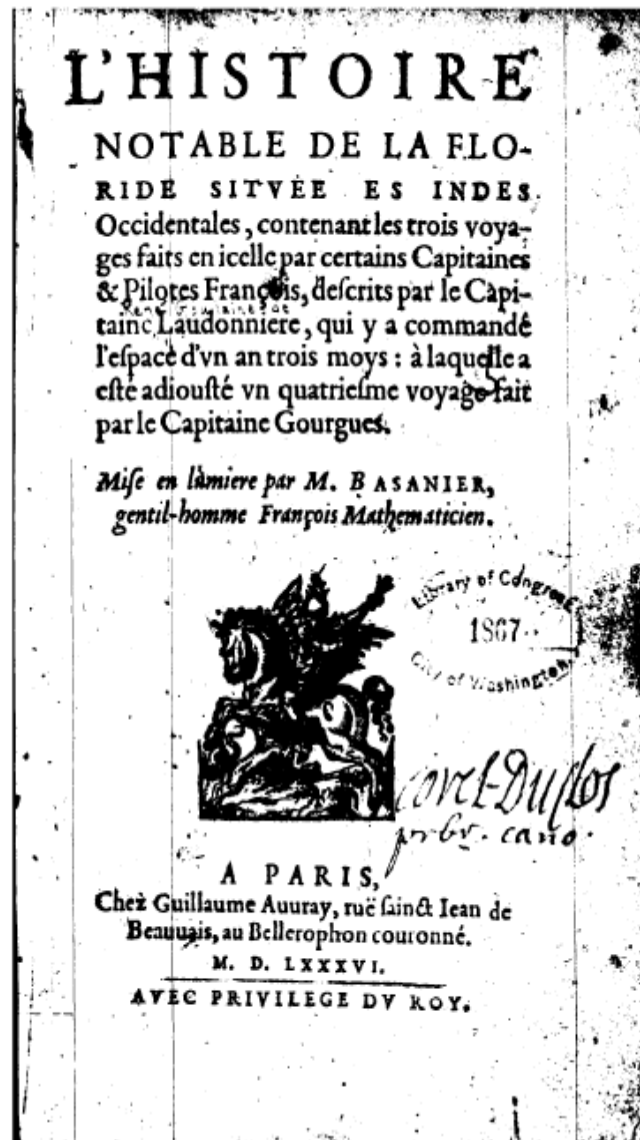 L'HISTOIRE
NOTABLE DE LA FLO-
RIDE SITVÉE ES INDES
Occidentales, contenant les trois voya-
ges faits en icelle par certains Capitaines
& Pilotes François, descrits par le Capi-
taine Laudonniere, qui y a commandé
l'espace d'vn an trois moys : à laquelle a
esté adiousté vn quatriesme voyage fait
par le Capitaine Gourgues.
Mise en lumiere par M. BASANIER,
gentil-homme François Mathematicien.
Library of Congress
1867
City of Washington
A PARIS,
Chez Guillaume Auuray, ruë sainct Iean de
Beauuais, au Bellerophon couronné.
M. D. LXXXVI.
AVEC PRIVILEGE DV ROY.